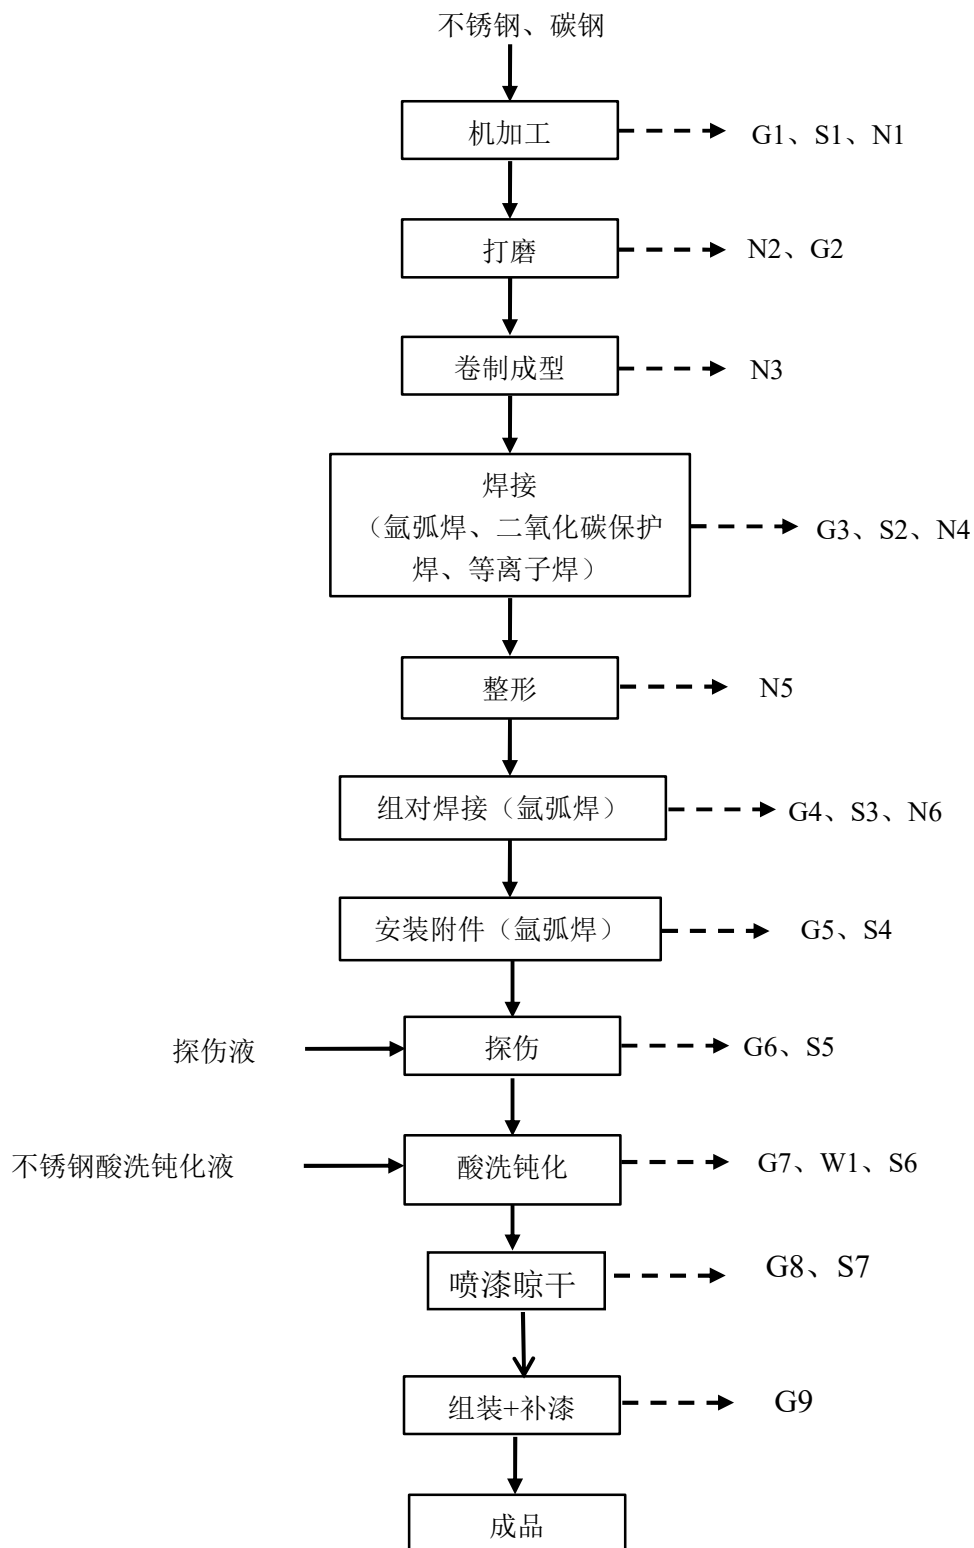 不锈钢、碳钢
机加工
G1、S1、N1
打磨
N2、G2
卷制成型
N3
焊接
（氩弧焊、二氧化碳保护
焊、等离子焊）
G3、S2、N4
整形
N5
组对焊接（氩弧焊）
G4、S3、N6
安装附件（氩弧焊）
G5、S4
探伤液
探伤
G6、S5
不锈钢酸洗钝化液
酸洗钝化
G7、W1、S6
喷漆晾干
G8、S7
组装+补漆
G9
成品